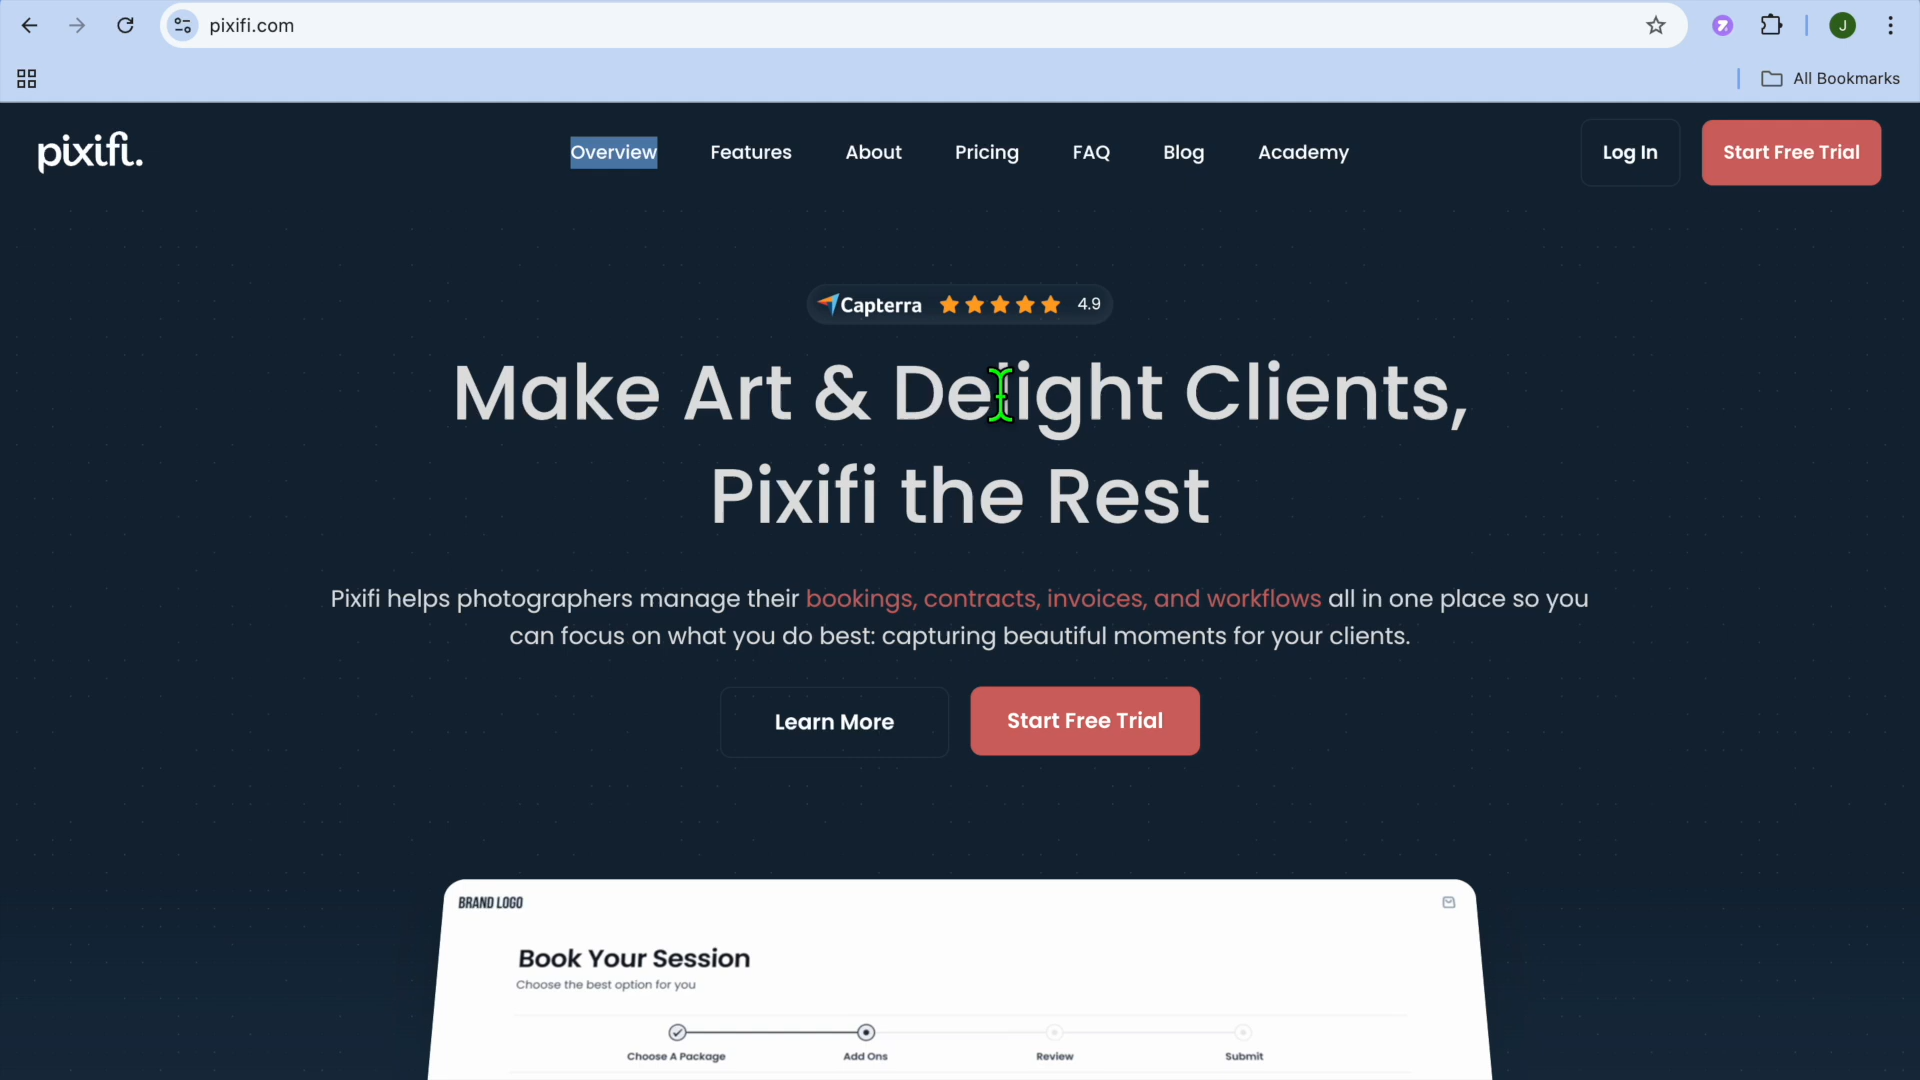 pixifi.com
J
All Bookmarks
pixifi.
Overview
Features
About
Pricing
FAQ
Blog
Academy
Log In
Start Free Trial
Capterra
4.9
Make Art & Delight Clients,
Pixifi the Rest
Pixifi helps photographers manage their bookings, contracts, invoices, and workflows all in one place so you
can focus on what you do best: capturing beautiful moments for your clients.
Learn More
Start Free Trial
BRAND LOGO
Book Your Session
Choose the best option for you
Choose A Package
Add Ons
Review
Submit